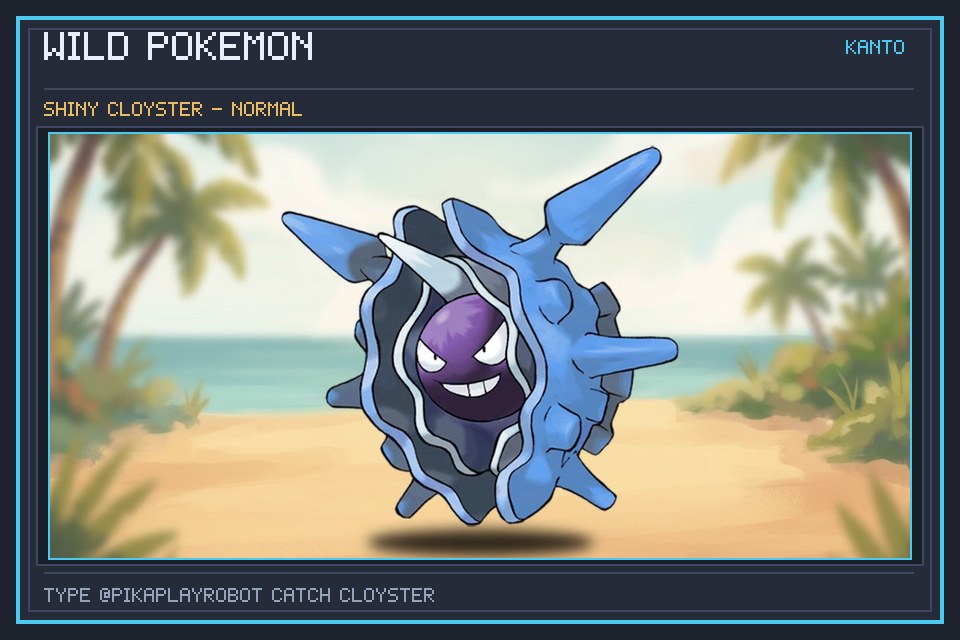 WILD POKEMON
KANTO
SHINY CLOYSTER - NORMAL
TYPE @PIKAPLAYROBOT CATCH CLOYSTER